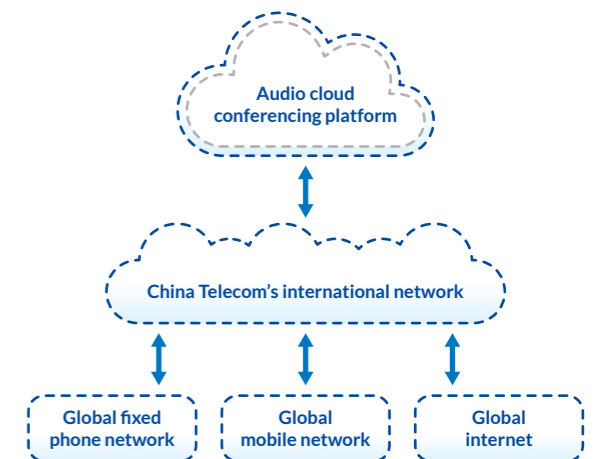 Audio cloud
conferencing platform
China Telecom’s international network
Global fixed
phone network
Global
mobile network
Global
internet